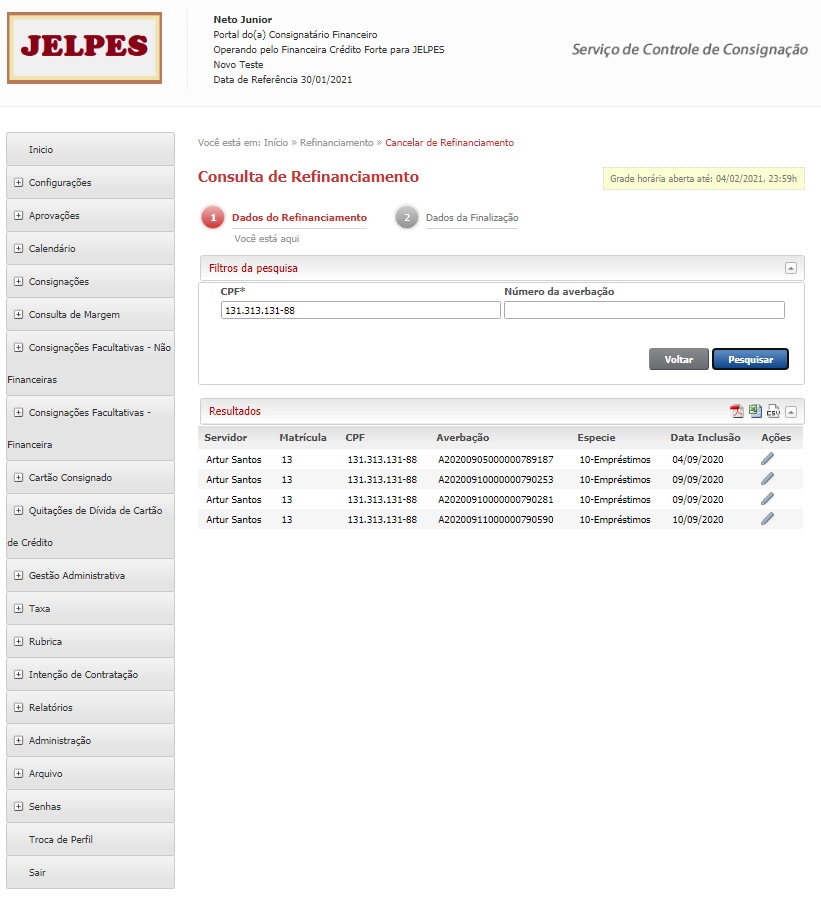 JELPES
Neto Junior
Portal do(a) Consignatário Financeiro
Operando pelo Financeira Crédito Forte para JELPES
Novo Teste
Data de Referência 30/01/2021
Serviço de Controle de Consignação
Inicio
Configurações
Aprovações
Calendário
Consignações
Consulta de Margem
Consignações Facultativas - Não
Financeiras
Consignações Facultativas -
Financeira
Cartão Consignado
Quitações de Dívida de Cartão
de Crédito
Gestão Administrativa
Taxa
Rubrica
Intenção de Contratação
Relatórios
Administração
Arquivo
Senhas
Troca de Perfil
Sair
Você está em: Início » Refinanciamento » Cancelar de Refinanciamento
Consulta de Refinanciamento
Grade horária aberta até: 04/02/2021, 23:59h
1 Dados do Refinanciamento 2 Dados da Finalização
Você está aqui
Filtros da pesquisa
CPF* Número da averbação
131.313.131-88
Voltar Pesquisar
Resultados CSV
Servidor Matrícula CPF Averbação Especie Data Inclusão Ações
Artur Santos 13 131.313.131-88 A20200905000000789187 10-Empréstimos 04/09/2020
Artur Santos 13 131.313.131-88 A20200910000000790253 10-Empréstimos 09/09/2020
Artur Santos 13 131.313.131-88 A20200910000000790281 10-Empréstimos 09/09/2020
Artur Santos 13 131.313.131-88 A20200911000000790590 10-Empréstimos 10/09/2020